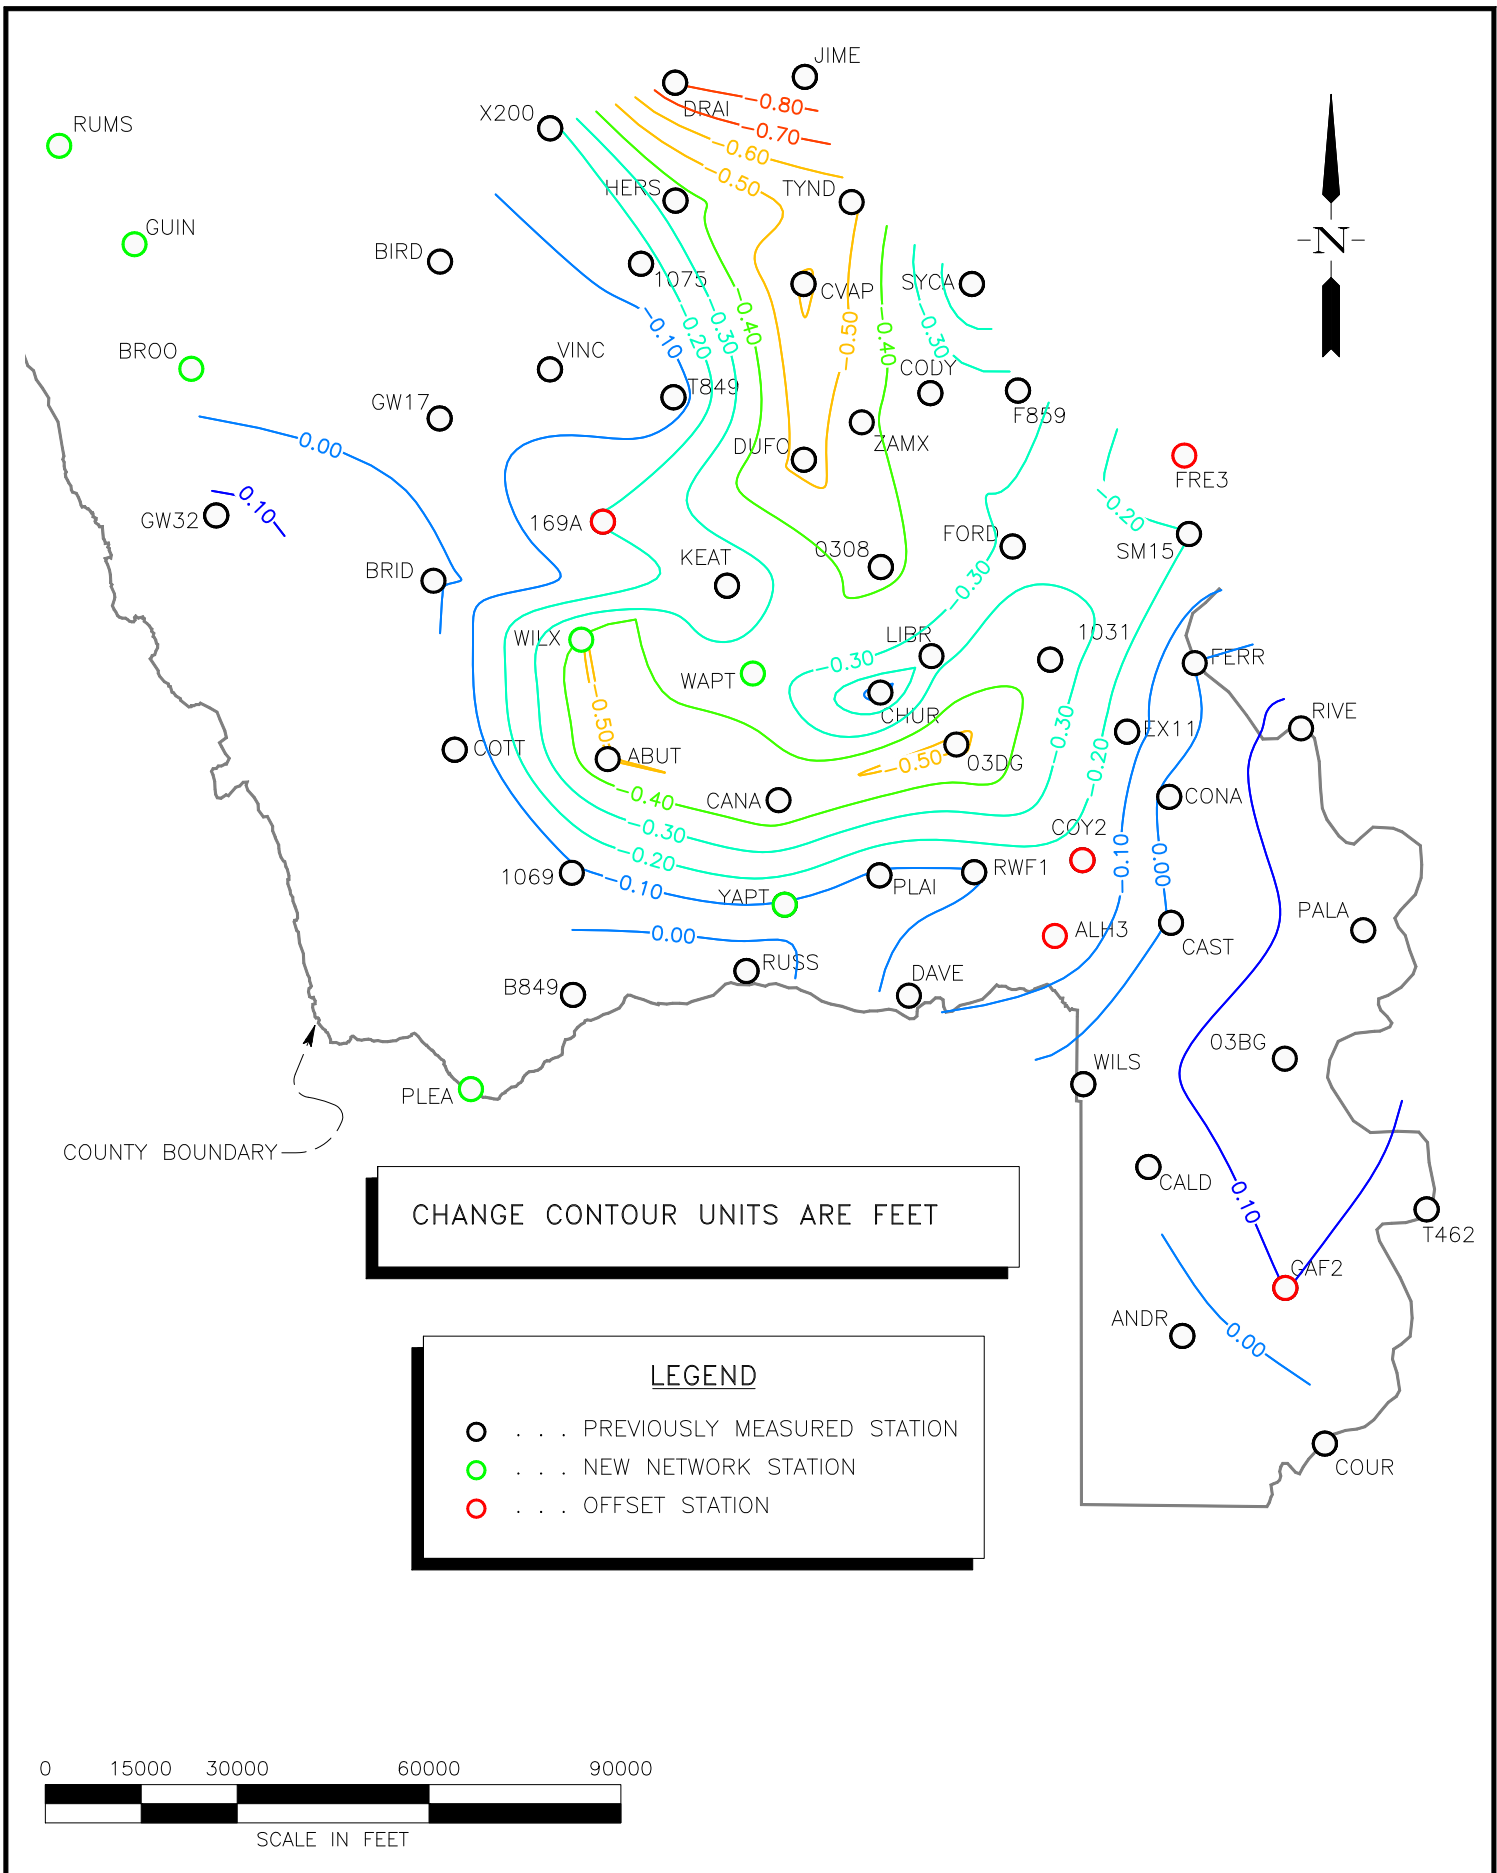 JIME
-0.80
DRAI
X200
-0.70
RUMS
-0.60
-0.50
HERS
TYND
GUIN
N
BIRD
1075
SYCA
CVAP
-0.40
-0.50
-0.40
-0.30
-0.20
-0.10
-0.30
BROO
VINC
CODY
T849
GW17
F859
0.00
DUFO
ZAMX
FRE3
-0.20
0.10
GW32
169A
FORD
SM15
KEAT
0308
BRID
-0.30
WILX
LIBR
1031
-0.30
FERR
WAPT
CHUR
-0.50
RIVE
-0.30
EX11
COTT
ABUT
03DG
-0.50
-0.20
-0.40
CANA
CONA
-0.30
COY2
-0.10
-0.20
0.00
1069
-0.10
RWF1
PLAI
YAPT
PALA
0.00
ALH3
CAST
RUSS
DAVE
B849
03BG
WILS
PLEA
COUNTY BOUNDARY
CALD
0.10
CHANGE CONTOUR UNITS ARE FEET
T462
GAF2
ANDR
0.00
LEGEND
. . . PREVIOUSLY MEASURED STATION
. . . NEW NETWORK STATION
. . . OFFSET STATION
COUR
0 15000 30000 60000 90000
SCALE IN FEET